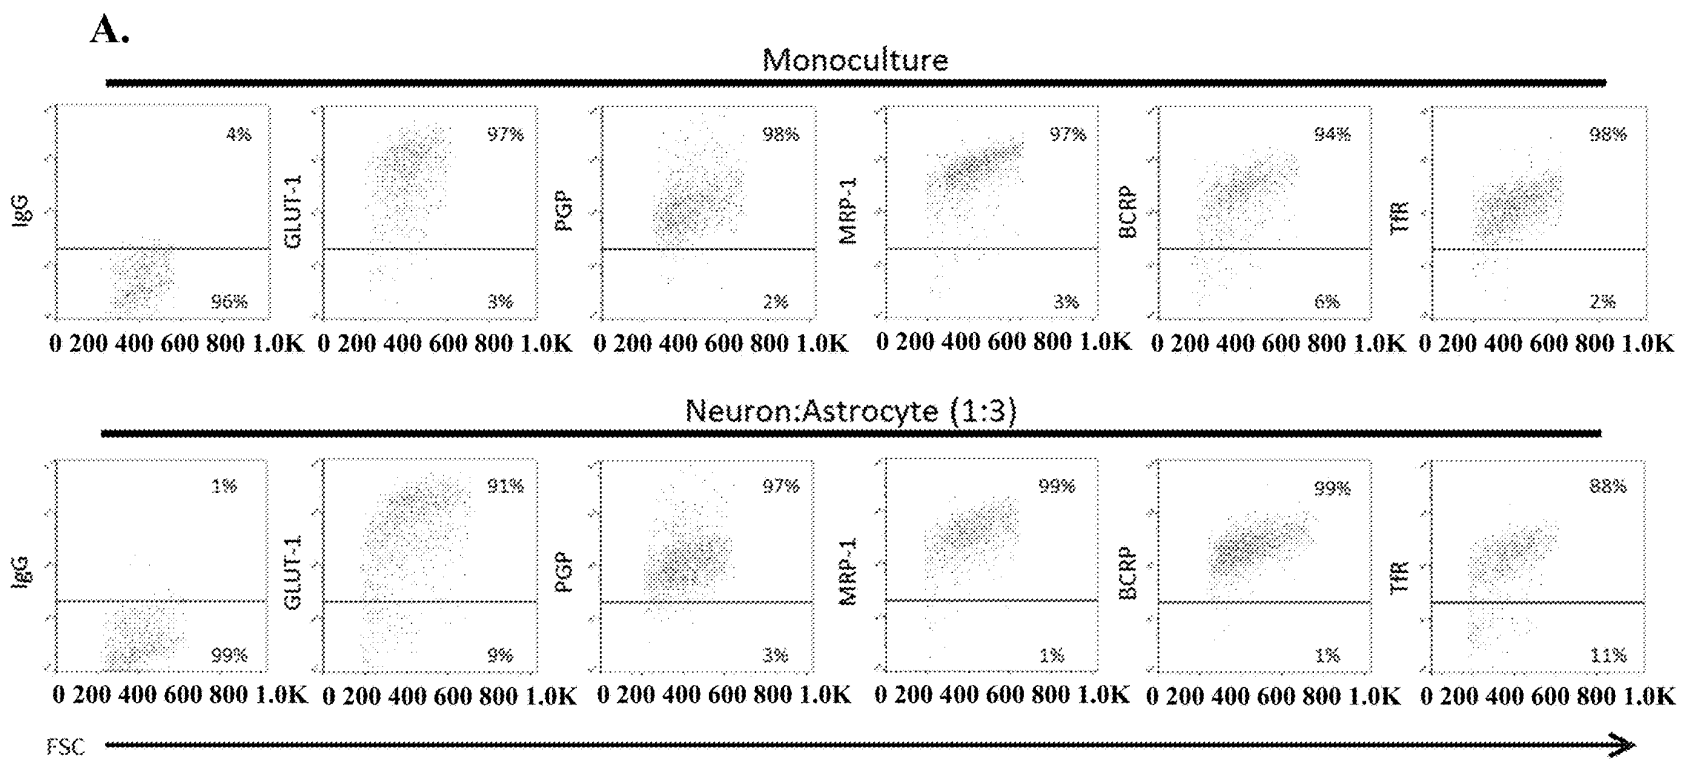 A.
Monoculture
IgG 4% 96%
GLUT-1 97% 3%
PGP 98% 2%
MRP-1 97% 3%
BCRP 94% 6%
TfR 98% 2%
0 200 400 600 800 1.0K 0 200 400 600 800 1.0K 0 200 400 600 800 1.0K 0 200 400 600 800 1.0K 0 200 400 600 800 1.0K 0 200 400 600 800 1.0K
Neuron:Astrocyte (1:3)
IgG 1% 99%
GLUT-1 91% 9%
PGP 97% 3%
MRP-1 99% 1%
BCRP 99% 1%
TfR 88% 11%
0 200 400 600 800 1.0K 0 200 400 600 800 1.0K 0 200 400 600 800 1.0K 0 200 400 600 800 1.0K 0 200 400 600 800 1.0K 0 200 400 600 800 1.0K
FSC